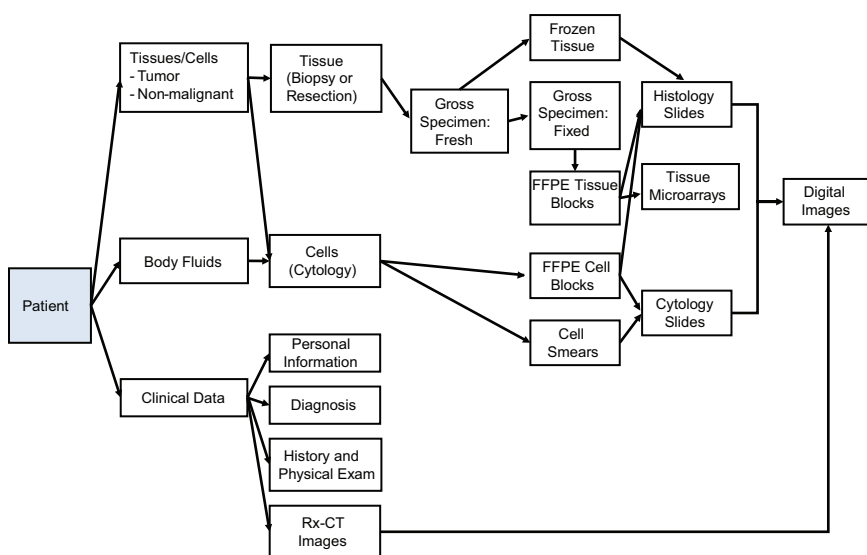 Frozen
Tissue
Tissues/Cells
- Tumor
- Non-malignant
Tissue
(Biopsy or
Resection)
Gross
Specimen:
Fresh
Gross
Specimen:
Fixed
Histology
Slides
FFPE Tissue
Blocks
Tissue
Microarrays
Digital
Images
Body Fluids
Cells
(Cytology)
FFPE Cell
Blocks
Cytology
Slides
Patient
Cell
Smears
Personal
Information
Clinical Data
Diagnosis
History and
Physical Exam
Rx-CT
Images